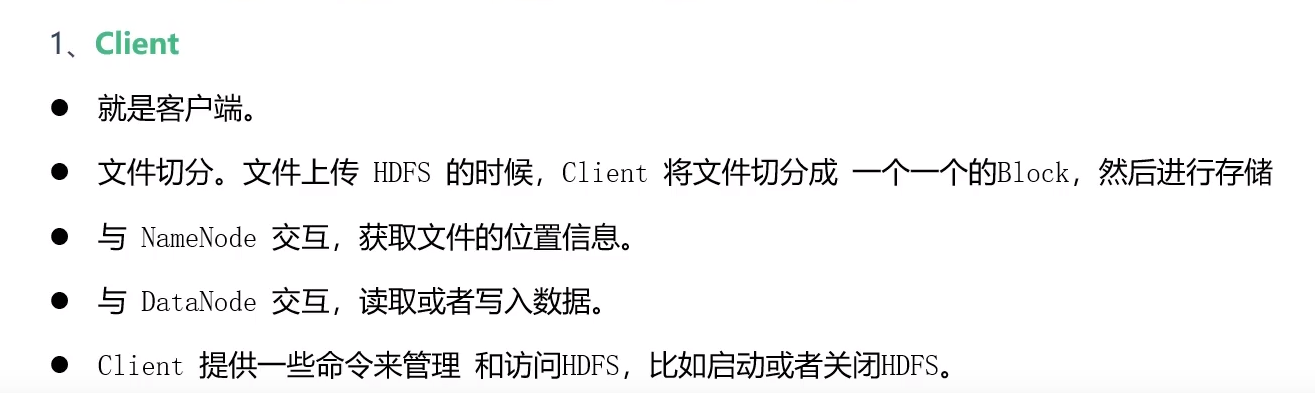 1、Client
● 就是客户端。
● 文件切分。文件上传 HDFS 的时候，Client 将文件切分成 一个一个的Block，然后进行存储
● 与 NameNode 交互，获取文件的位置信息。
● 与 DataNode 交互，读取或者写入数据。
● Client 提供一些命令来管理 和访问HDFS，比如启动或者关闭HDFS。